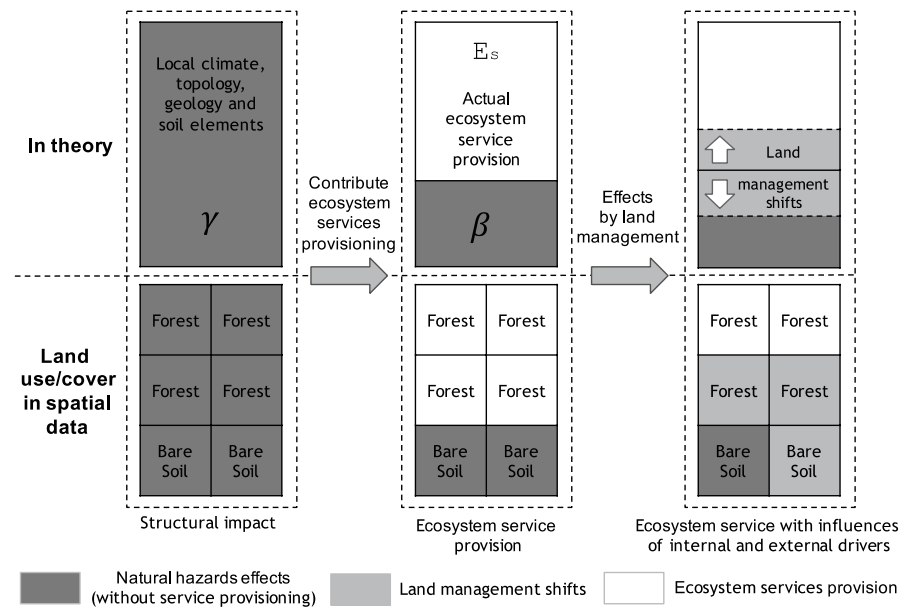 In theory
Local climate,
topology,
geology and
soil elements
γ
Contribute
ecosystem
services
provisioning
Es
Actual
ecosystem
service
provision
β
Effects
by land
management
Land
management
shifts
Land
use/cover
in spatial
data
Forest Forest
Forest Forest
Bare Bare
Soil Soil
Structural impact
Forest Forest
Forest Forest
Bare Bare
Soil Soil
Ecosystem service
provision
Forest Forest
Forest Forest
Bare Bare
Soil Soil
Ecosystem service with influences
of internal and external drivers
Natural hazards effects
(without service provisioning)
Land management shifts
Ecosystem services provision